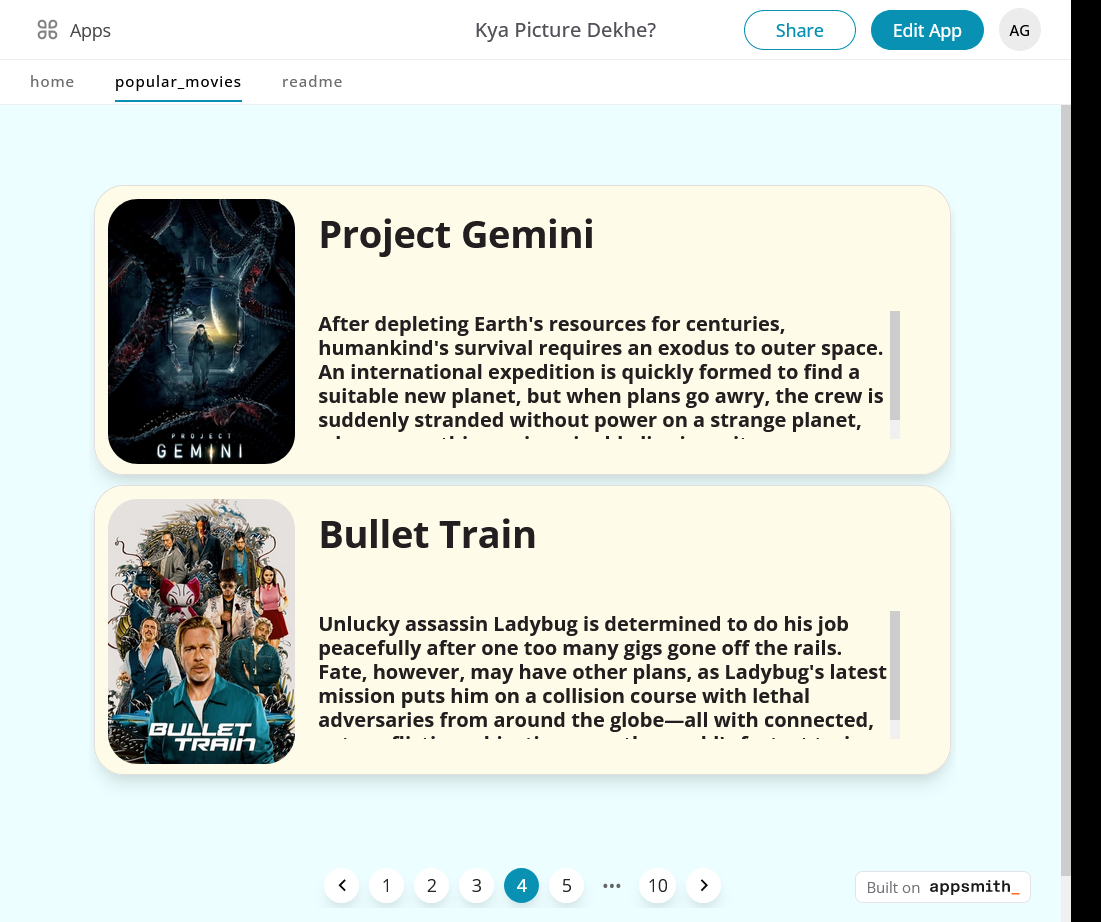 Apps
Kya Picture Dekhe?
Share
Edit App
AG
home
popular_movies
readme
Project Gemini
After depleting Earth's resources for centuries,
humankind's survival requires an exodus to outer space.
An international expedition is quickly formed to find a
suitable new planet, but when plans go awry, the crew is
suddenly stranded without power on a strange planet,
PROJECT
GEMINI
Bullet Train
Unlucky assassin Ladybug is determined to do his job
peacefully after one too many gigs gone off the rails.
Fate, however, may have other plans, as Ladybug's latest
mission puts him on a collision course with lethal
adversaries from around the globe—all with connected,
BULLET
TRAIN
1 2 3 4 5 ••• 10
Built on appsmith_